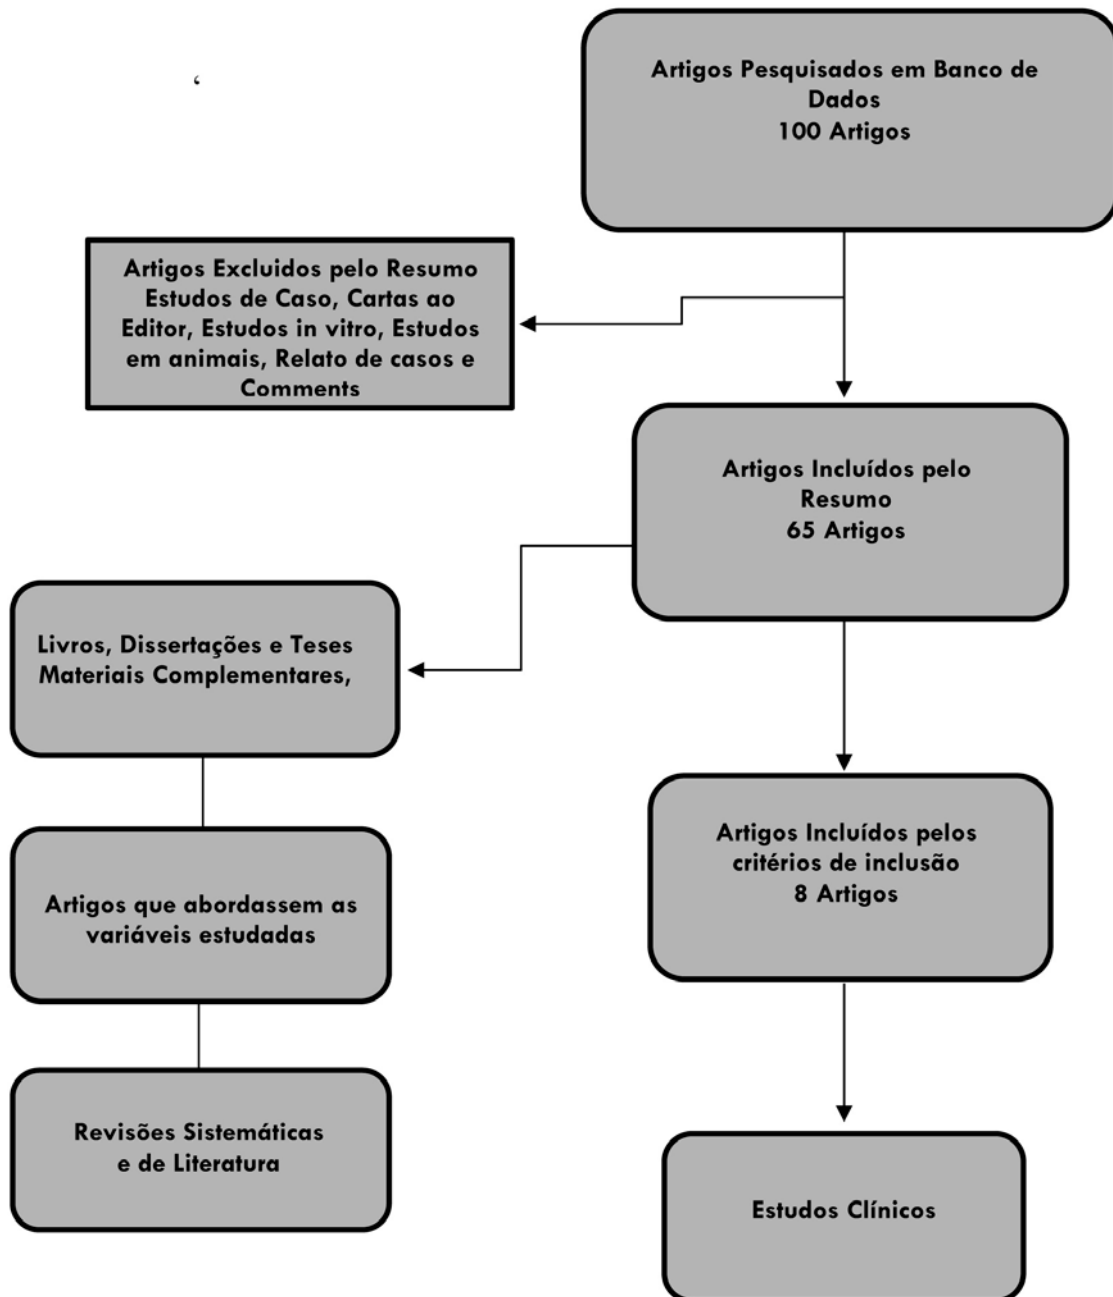 ‘
Artigos Pesquisados em Banco de
Dados
100 Artigos
Artigos Excluidos pelo Resumo
Estudos de Caso, Cartas ao
Editor, Estudos in vitro, Estudos
em animais, Relato de casos e
Comments
Artigos Incluídos pelo
Resumo
65 Artigos
Livros, Dissertações e Teses
Materiais Complementares,
Artigos que abordassem as
variáveis estudadas
Revisões Sistemáticas
e de Literatura
Artigos Incluídos pelos
critérios de inclusão
8 Artigos
Estudos Clínicos